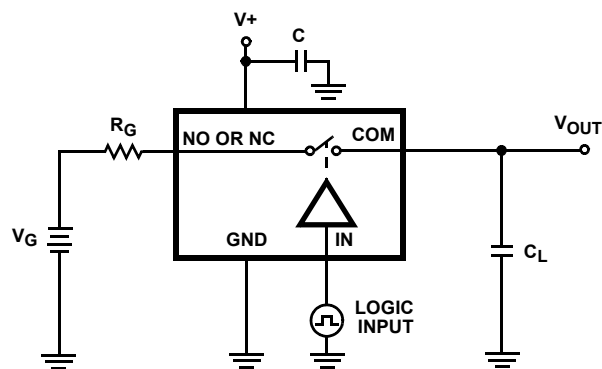 V+
C
RG
NO OR NC
COM
VOUT
VG
GND
IN
CL
LOGIC
INPUT